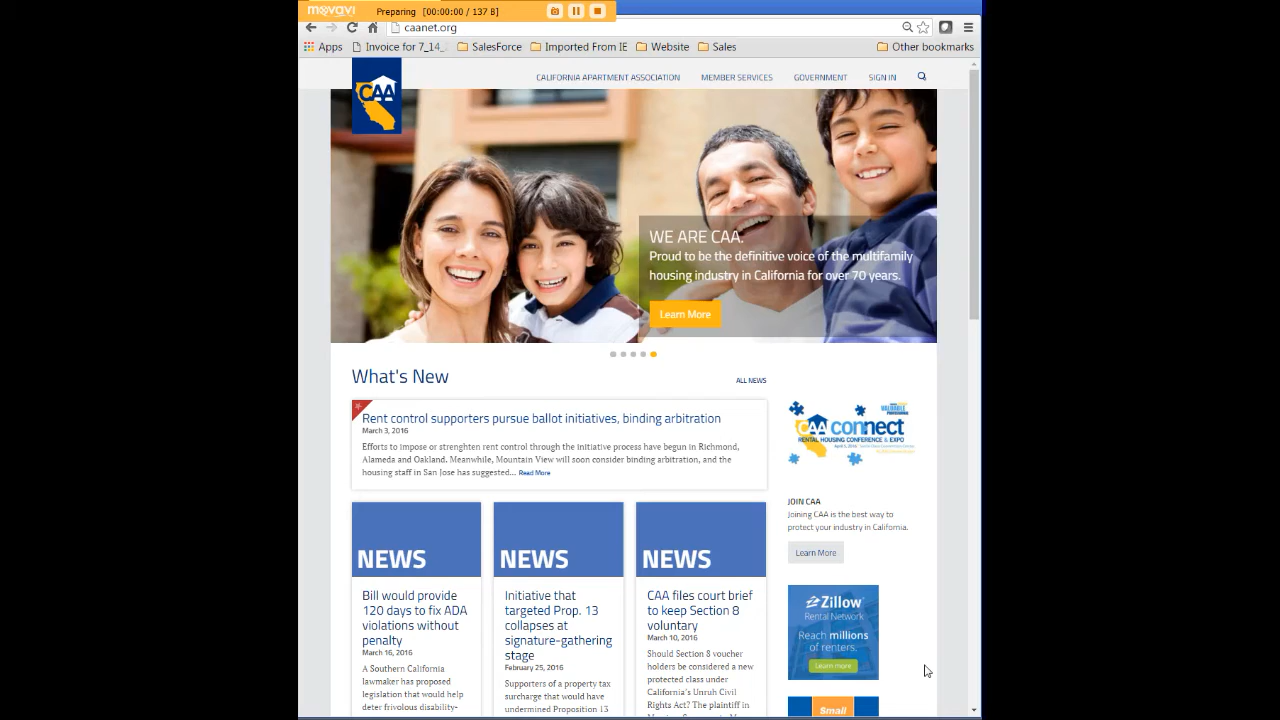 movavi Preparing [00:00:00 / 137 B]
caanet.org
Apps Invoice for 7_14_ SalesForce Imported From IE Website Sales Other bookmarks
CAA
CALIFORNIA APARTMENT ASSOCIATION MEMBER SERVICES GOVERNMENT SIGN IN
WE ARE CAA.
Proud to be the definitive voice of the multifamily
housing industry in California for over 70 years.
Learn More
What's New
ALL NEWS
Rent control supporters pursue ballot initiatives, binding arbitration
March 3, 2016
Efforts to impose or strengthen rent control through the initiative process have begun in Richmond,
Alameda and Oakland. Meanwhile, Mountain View will soon consider binding arbitration, and the
housing staff in San Jose has suggested... Read More
NEWS
Bill would provide
120 days to fix ADA
violations without
penalty
March 16, 2016
A Southern California
lawmaker has proposed
legislation that would help
deter frivolous disability-
NEWS
Initiative that
targeted Prop. 13
collapses at
signature-gathering
stage
February 25, 2016
Supporters of a property tax
surcharge that would have
undermined Proposition 13
NEWS
CAA files court brief
to keep Section 8
voluntary
March 10, 2016
Should Section 8 voucher
holders be considered a new
protected class under
California's Unruh Civil
Rights Act? The plaintiff in
CAA connect
RENTAL HOUSING CONFERENCE & EXPO
JOIN CAA
Joining CAA is the best way to
protect your industry in California.
Learn More
Zillow
Rental Network
Reach millions
of renters.
Learn more
Small